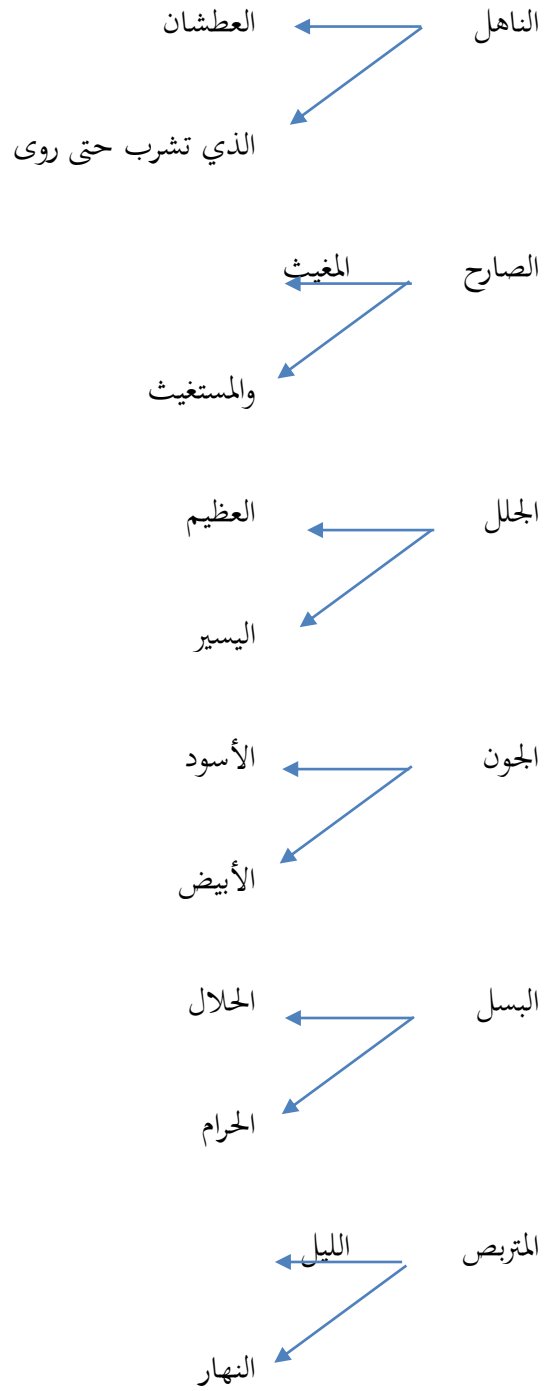 الناهل العطشان
الذي تشرب حتى روى
الصارح المغيث
والمستغيث
الجلل العظيم
اليسير
الجون الأسود
الأبيض
البسل الحلال
الحرام
المتربص الليل
النهار